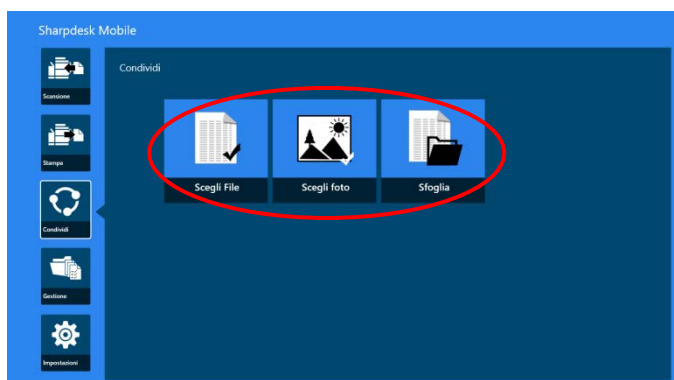 Sharpdesk Mobile
Scansione
Stampa
Condividi
Gestione
Impostazioni
Condividi
Scegli File
Scegli foto
Sfoglia